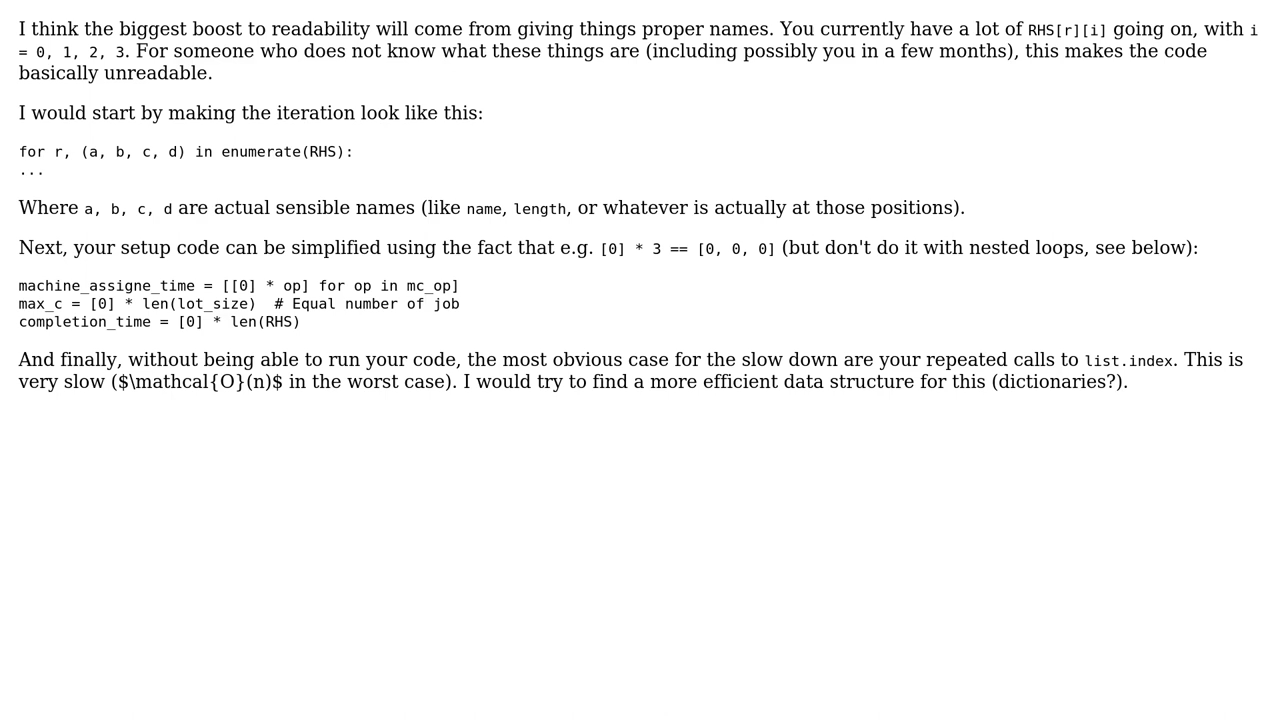 I think the biggest boost to readability will come from giving things proper names. You currently have a lot of RHS[r][i] going on, with i
= 0, 1, 2, 3. For someone who does not know what these things are (including possibly you in a few months), this makes the code
basically unreadable.
I would start by making the iteration look like this:
for r, (a, b, c, d) in enumerate(RHS):
...
Where a, b, c, d are actual sensible names (like name, length, or whatever is actually at those positions).
Next, your setup code can be simplified using the fact that e.g. [0] * 3 == [0, 0, 0] (but don't do it with nested loops, see below):
machine_assigne_time = [[0] * op] for op in mc_op]
max_c = [0] * len(lot_size)  # Equal number of job
completion_time = [0] * len(RHS)
And finally, without being able to run your code, the most obvious case for the slow down are your repeated calls to list.index. This is
very slow ($\mathcal{O}(n)$ in the worst case). I would try to find a more efficient data structure for this (dictionaries?).